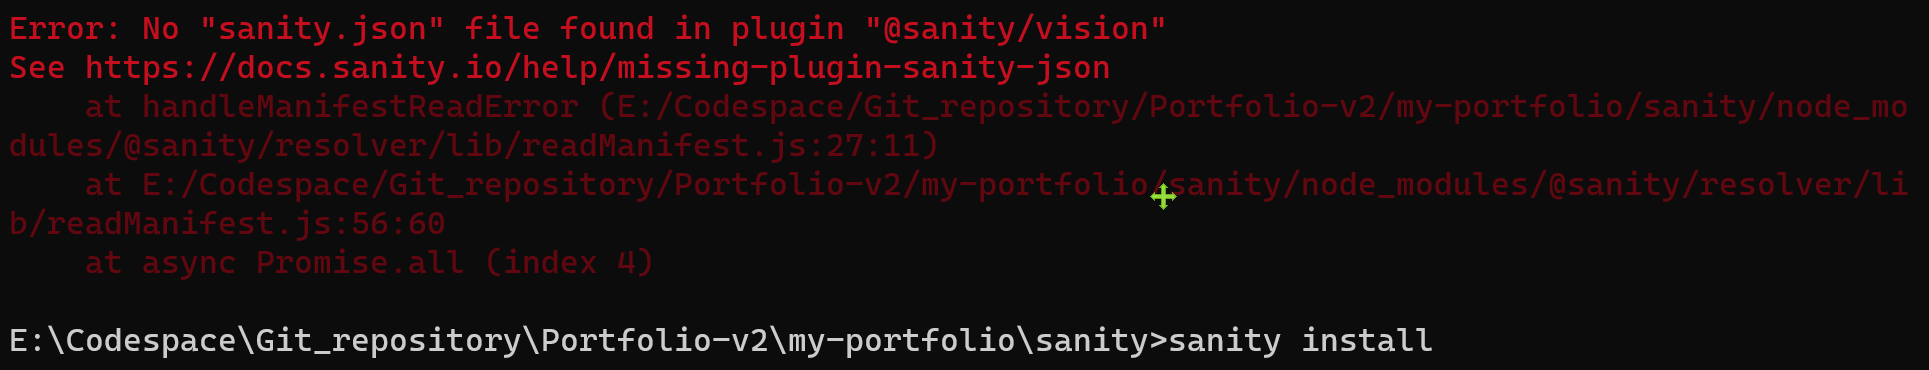 Error: No "sanity.json" file found in plugin "@sanity/vision"
See https://docs.sanity.io/help/missing-plugin-sanity-json
    at handleManifestReadError (E:/Codespace/Git_repository/Portfolio-v2/my-portfolio/sanity/node_mo
dules/@sanity/resolver/lib/readManifest.js:27:11)
    at E:/Codespace/Git_repository/Portfolio-v2/my-portfolio/sanity/node_modules/@sanity/resolver/li
b/readManifest.js:56:60
    at async Promise.all (index 4)
E:\Codespace\Git_repository\Portfolio-v2\my-portfolio\sanity>sanity install